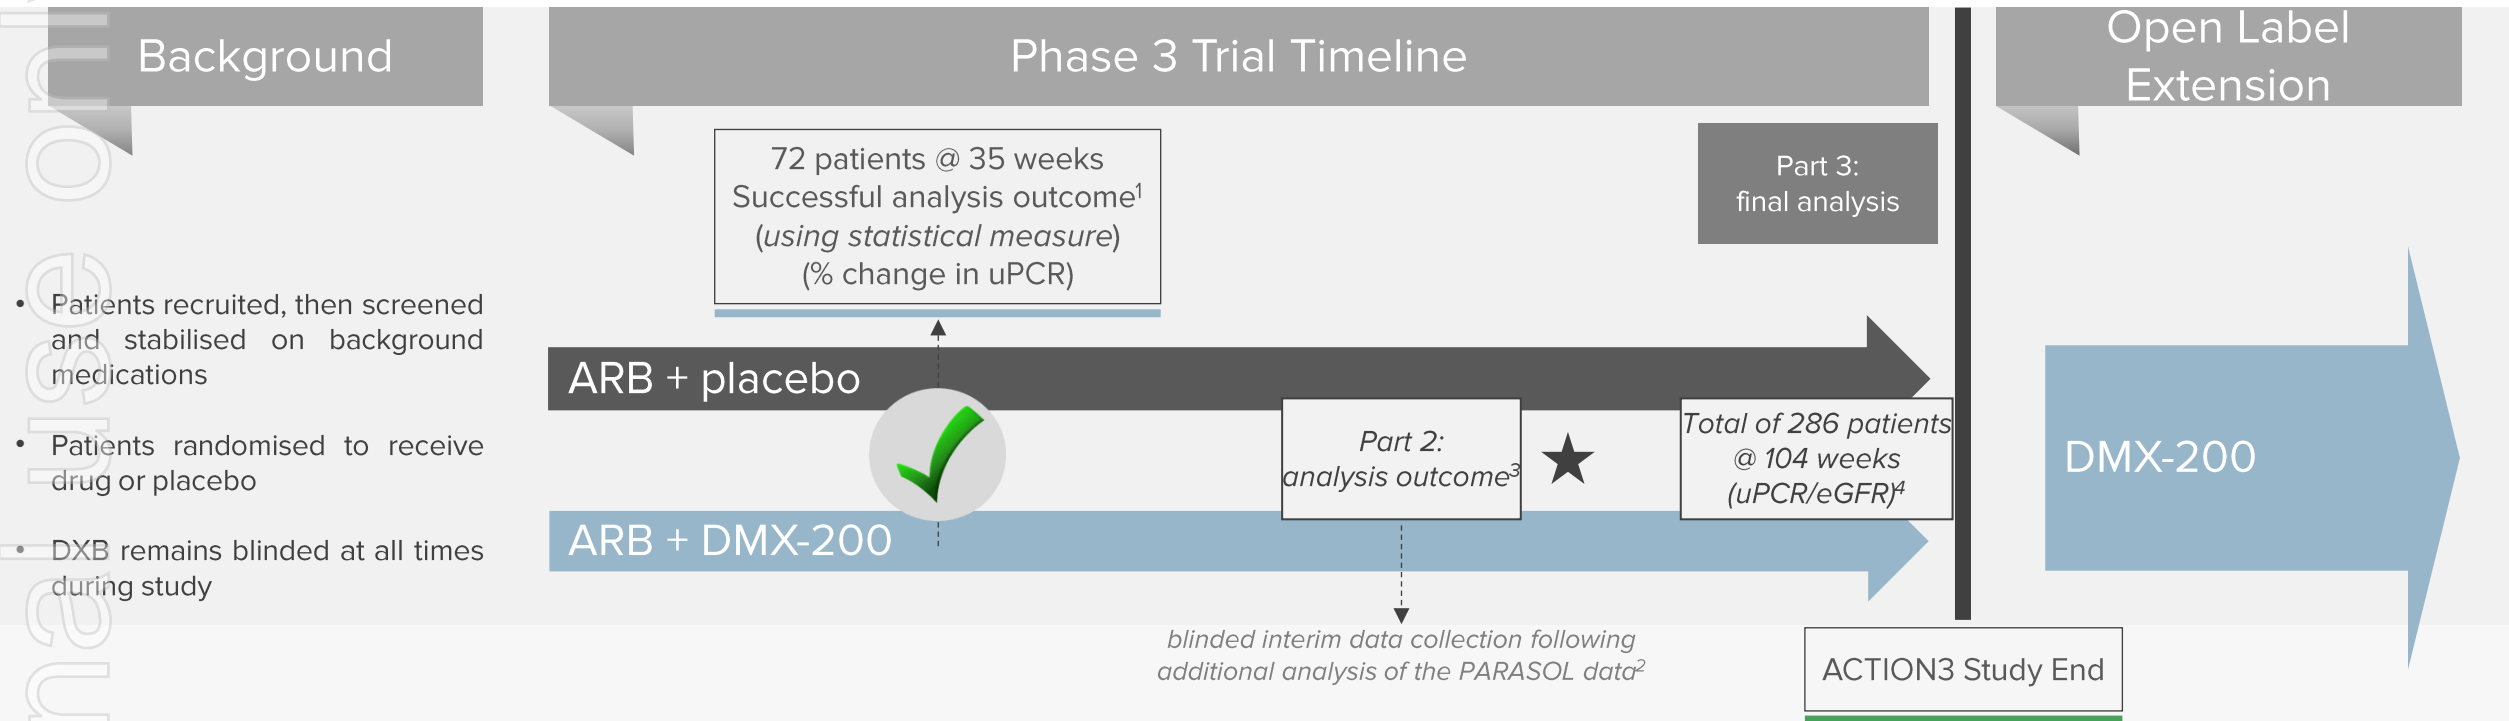 Background
Phase 3 Trial Timeline
Open Label
Extension
72 patients @ 35 weeks
Successful analysis outcome1
(using statistical measure)
(% change in uPCR)
Part 3:
final analysis
• Patients recruited, then screened
and stabilised on background
medications
• Patients randomised to receive
drug or placebo
• DXB remains blinded at all times
during study
ARB + placebo
Part 2:
analysis outcome3
Total of 286 patients
@ 104 weeks
(uPCR/eGFR)4
ARB + DMX-200
DMX-200
blinded interim data collection following
additional analysis of the PARASOL data2
ACTION3 Study End
nal use onl